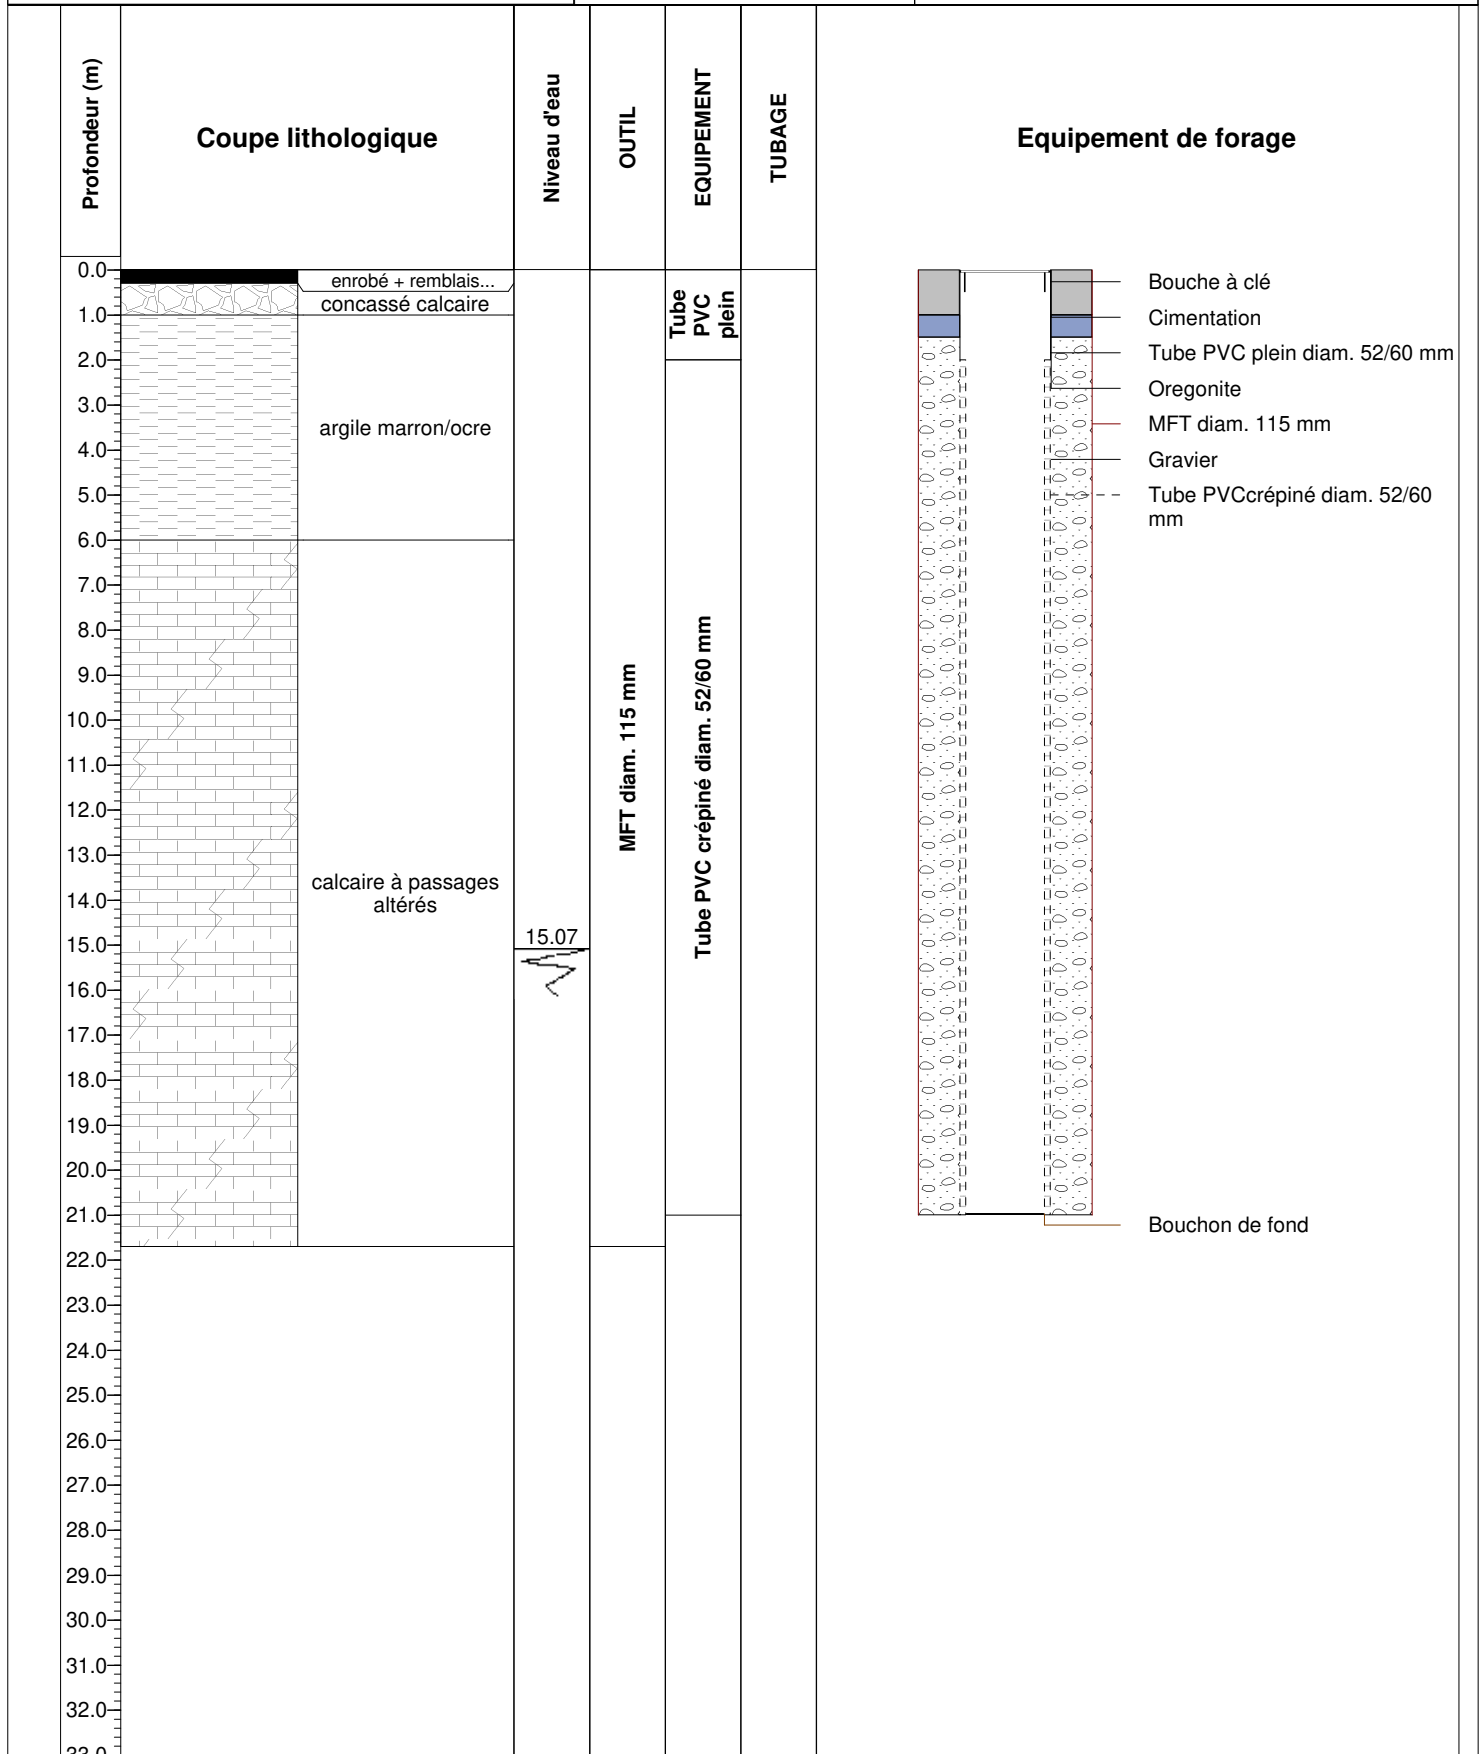 Profondeur (m)
Coupe lithologique
Niveau d'eau
OUTIL
EQUIPEMENT
TUBAGE
Equipement de forage
0.0
1.0
2.0
3.0
4.0
5.0
6.0
7.0
8.0
9.0
10.0
11.0
12.0
13.0
14.0
15.0
16.0
17.0
18.0
19.0
20.0
21.0
22.0
23.0
24.0
25.0
26.0
27.0
28.0
29.0
30.0
31.0
32.0
33.0
enrobé + remblais...
concassé calcaire
argile marron/ocre
calcaire à passages
altérés
15.07
MFT diam. 115 mm
Tube
PVC
plein
Tube PVC crépiné diam. 52/60 mm
Bouche à clé
Cimentation
Tube PVC plein diam. 52/60 mm
Oregonite
MFT diam. 115 mm
Gravier
Tube PVCcrépiné diam. 52/60
mm
Bouchon de fond